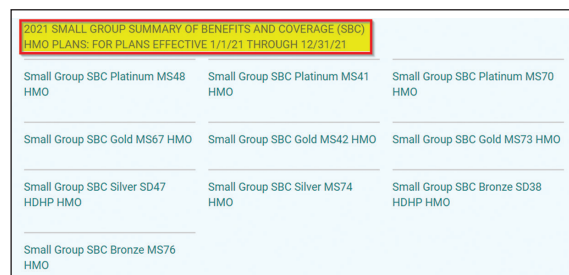 2021 SMALL GROUP SUMMARY OF BENEFITS AND COVERAGE (SBC)
HMO PLANS: FOR PLANS EFFECTIVE 1/1/21 THROUGH 12/31/21
Small Group SBC Platinum MS48
HMO
Small Group SBC Platinum MS41
HMO
Small Group SBC Platinum MS70
HMO
Small Group SBC Gold MS67 HMO
Small Group SBC Gold MS42 HMO
Small Group SBC Gold MS73 HMO
Small Group SBC Silver SD47
HDHP HMO
Small Group SBC Silver MS74
HMO
Small Group SBC Bronze SD38
HDHP HMO
Small Group SBC Bronze MS76
HMO